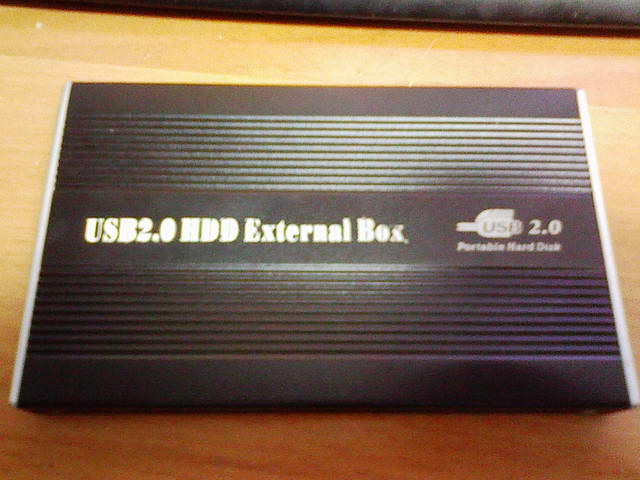 USB2.0 HDD External Box
USB 2.0
Portable Hard Disk